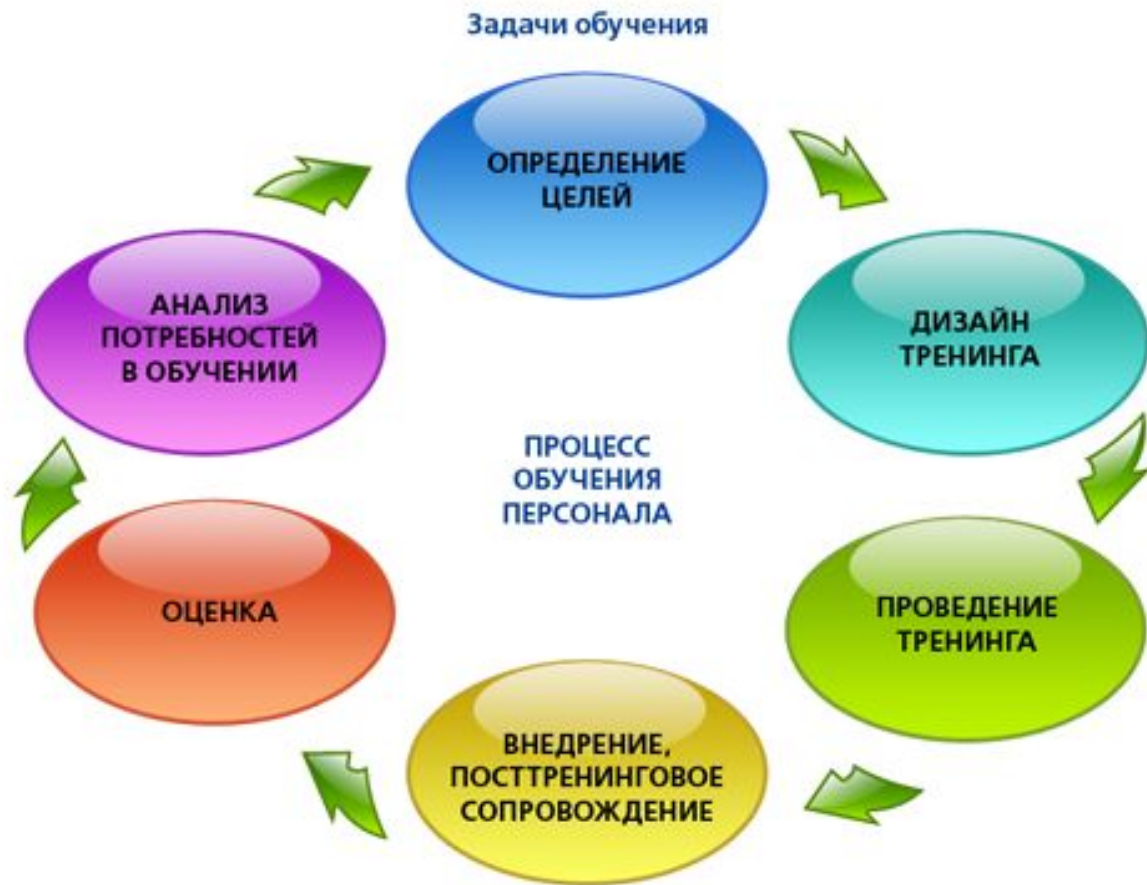 Задачи обучения
ОПРЕДЕЛЕНИЕ
ЦЕЛЕЙ
ДИЗАЙН
ТРЕНИНГА
ПРОВЕДЕНИЕ
ТРЕНИНГА
ВНЕДРЕНИЕ,
ПОСТТРЕНИНГОВОЕ
СОПРОВОЖДЕНИЕ
ОЦЕНКА
АНАЛИЗ
ПОТРЕБНОСТЕЙ
В ОБУЧЕНИИ
ПРОЦЕСС
ОБУЧЕНИЯ
ПЕРСОНАЛА